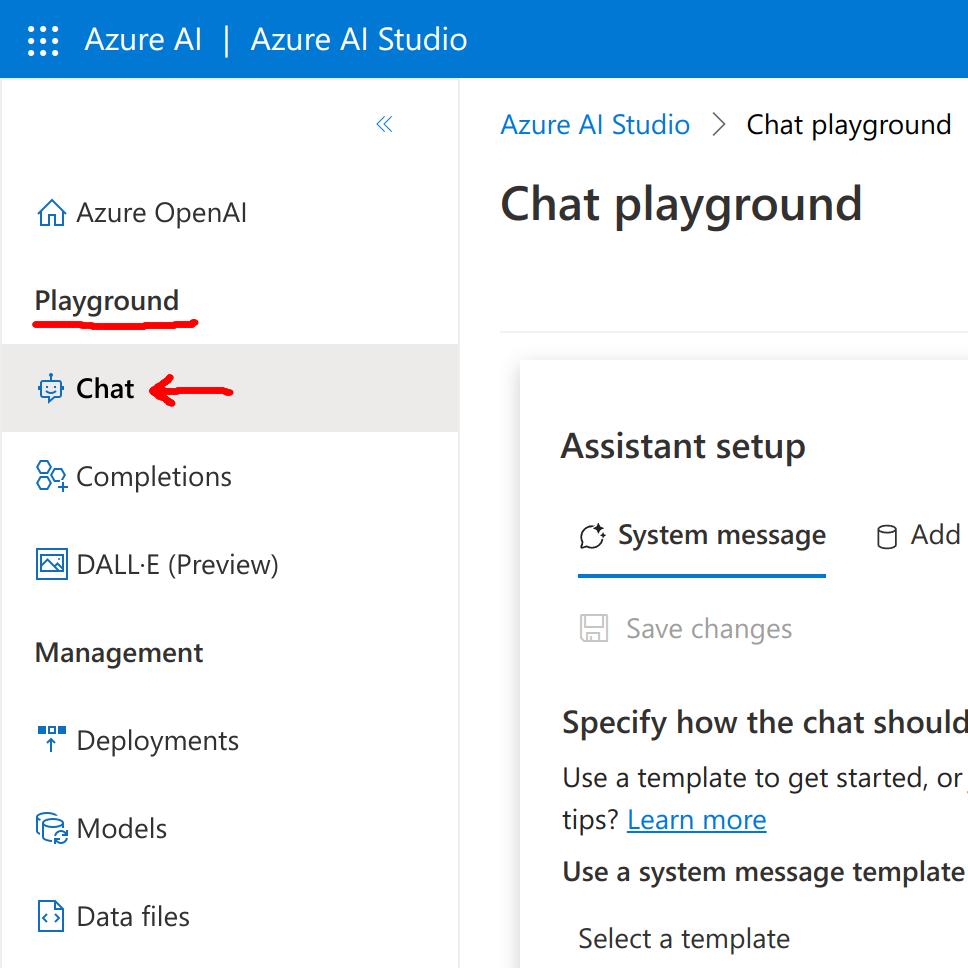 Azure AI | Azure AI Studio
Azure OpenAI
Playground
Chat
Completions
DALL·E (Preview)
Management
Deployments
Models
Data files
Azure AI Studio > Chat playground
Chat playground
Assistant setup
System message Add
Save changes
Specify how the chat should
Use a template to get started, or
tips? Learn more
Use a system message template
Select a template